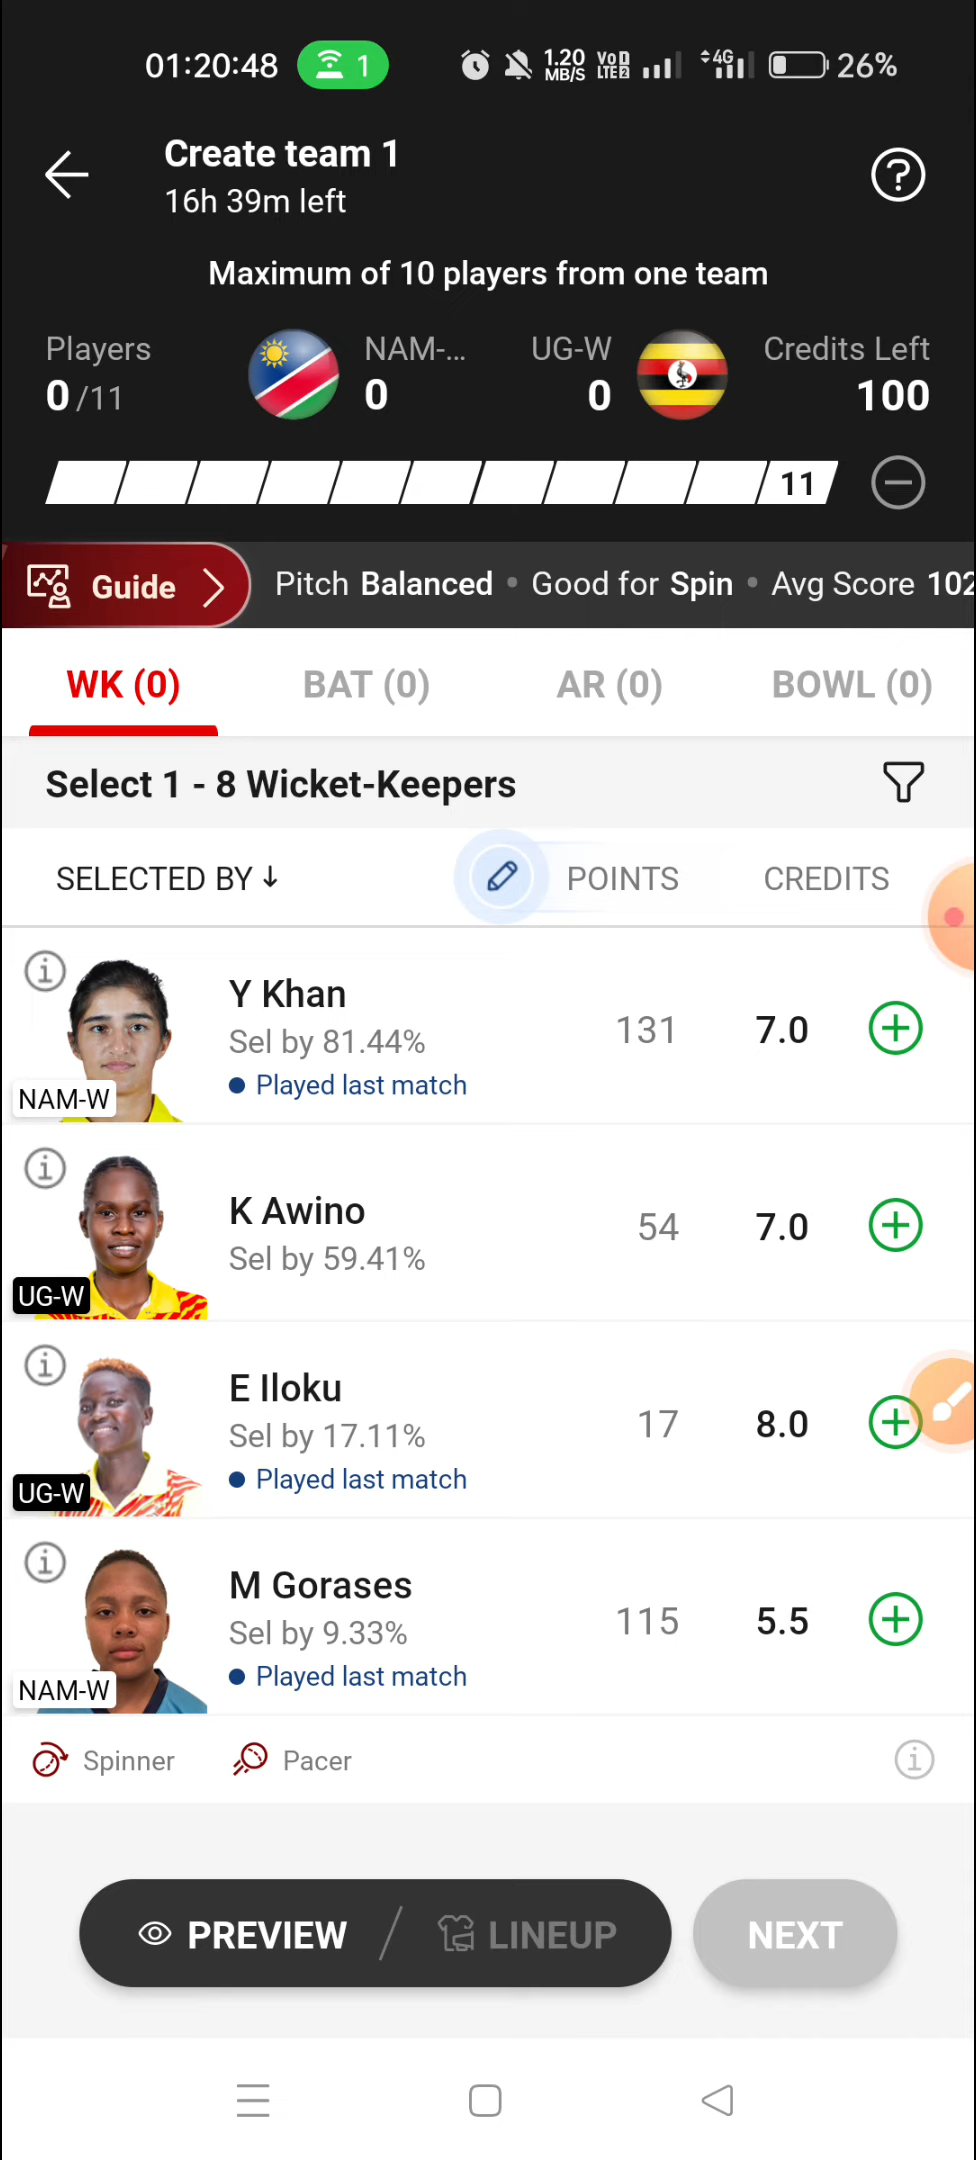 01:20:48 1 1.20 MB/S VoD LTE2 4G 26%
Create team 1
16h 39m left
Maximum of 10 players from one team
Players NAM-... UG-W Credits Left
0/11 0 0 100
11
Guide Pitch Balanced • Good for Spin • Avg Score 102
WK (0) BAT (0) AR (0) BOWL (0)
Select 1 - 8 Wicket-Keepers
SELECTED BY ↓ POINTS CREDITS
Y Khan
Sel by 81.44% 131 7.0
Played last match
NAM-W
K Awino
Sel by 59.41% 54 7.0
UG-W
E Iloku
Sel by 17.11% 17 8.0
Played last match
UG-W
M Gorases
Sel by 9.33% 115 5.5
Played last match
NAM-W
Spinner Pacer
PREVIEW / LINEUP NEXT